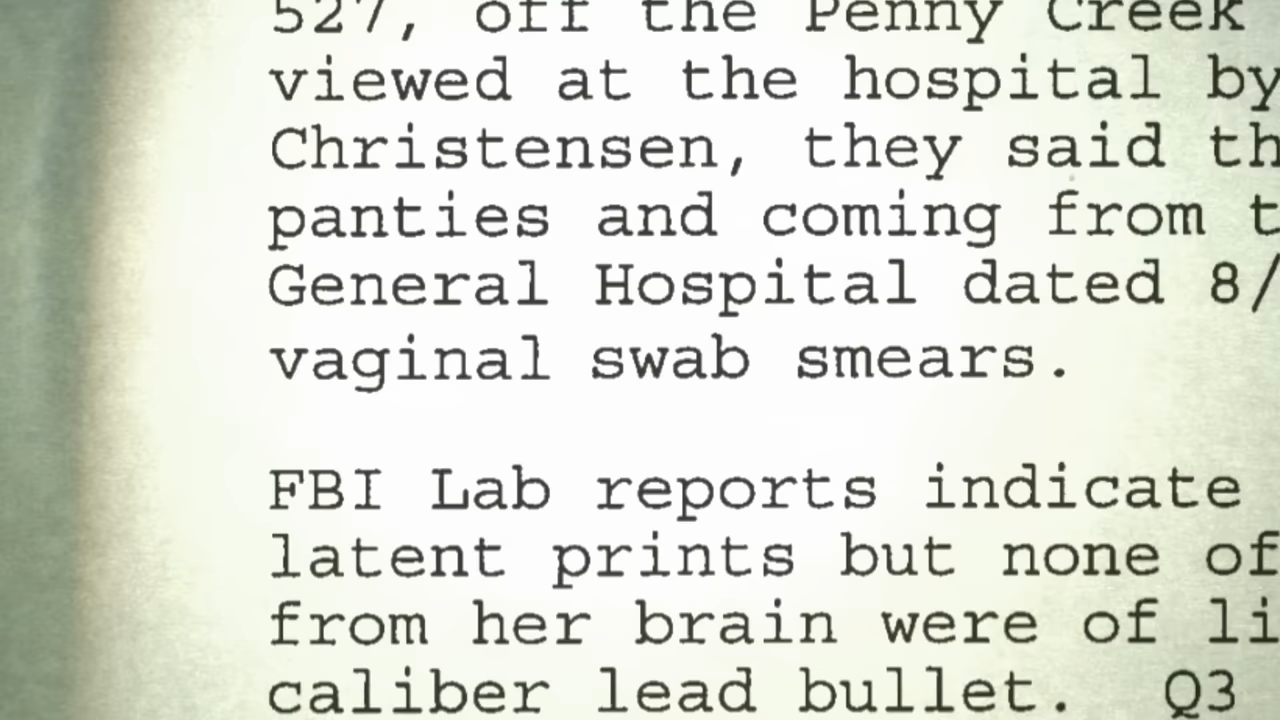 527, off the Penny Creek
viewed at the hospital by
Christensen, they said th
panties and coming from t
General Hospital dated 8/
vaginal swab smears.
FBI Lab reports indicate
latent prints but none of
from her brain were of li
caliber lead bullet. Q3